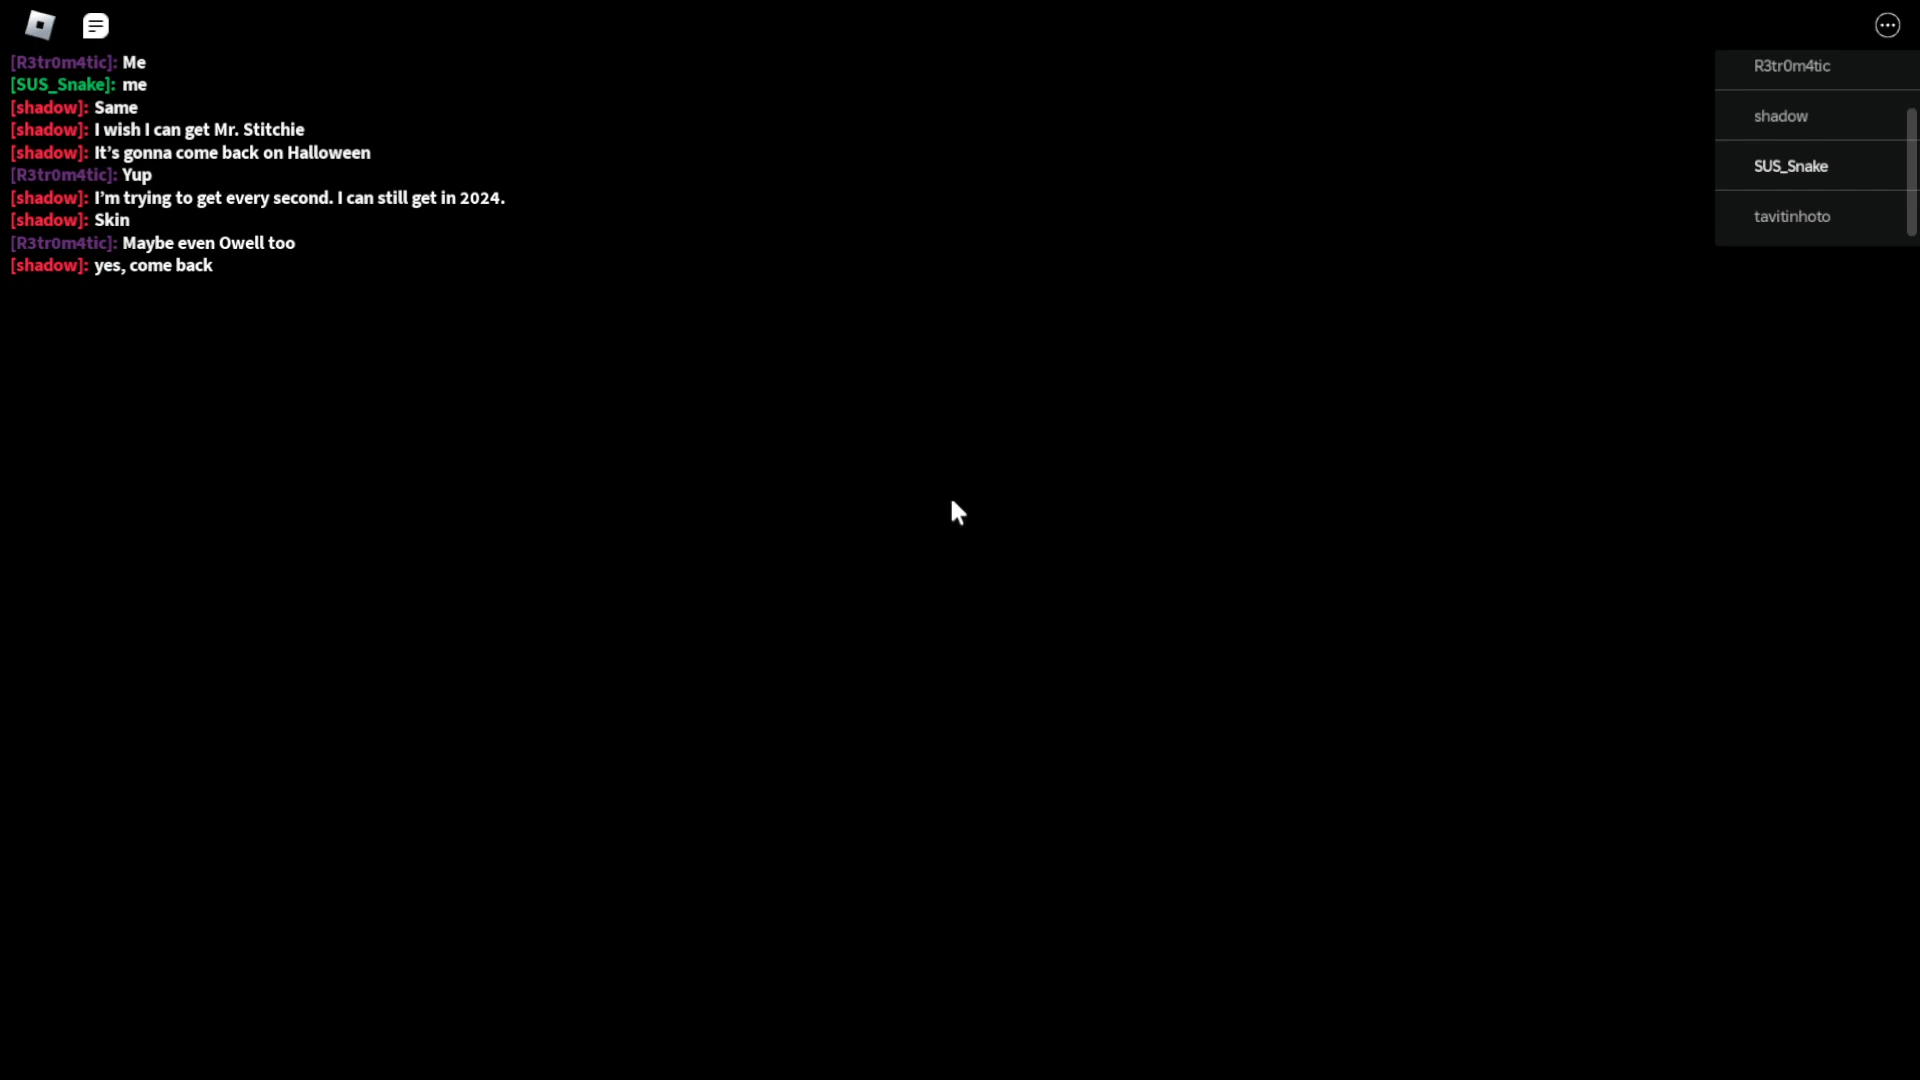 [R3tr0m4tic]: Me
[SUS_Snake]: me
[shadow]: Same
[shadow]: I wish I can get Mr. Stitchie
[shadow]: It’s gonna come back on Halloween
[R3tr0m4tic]: Yup
[shadow]: I’m trying to get every second. I can still get in 2024.
[shadow]: Skin
[R3tr0m4tic]: Maybe even Owell too
[shadow]: yes, come back
R3tr0m4tic
shadow
SUS_Snake
tavitinhoto